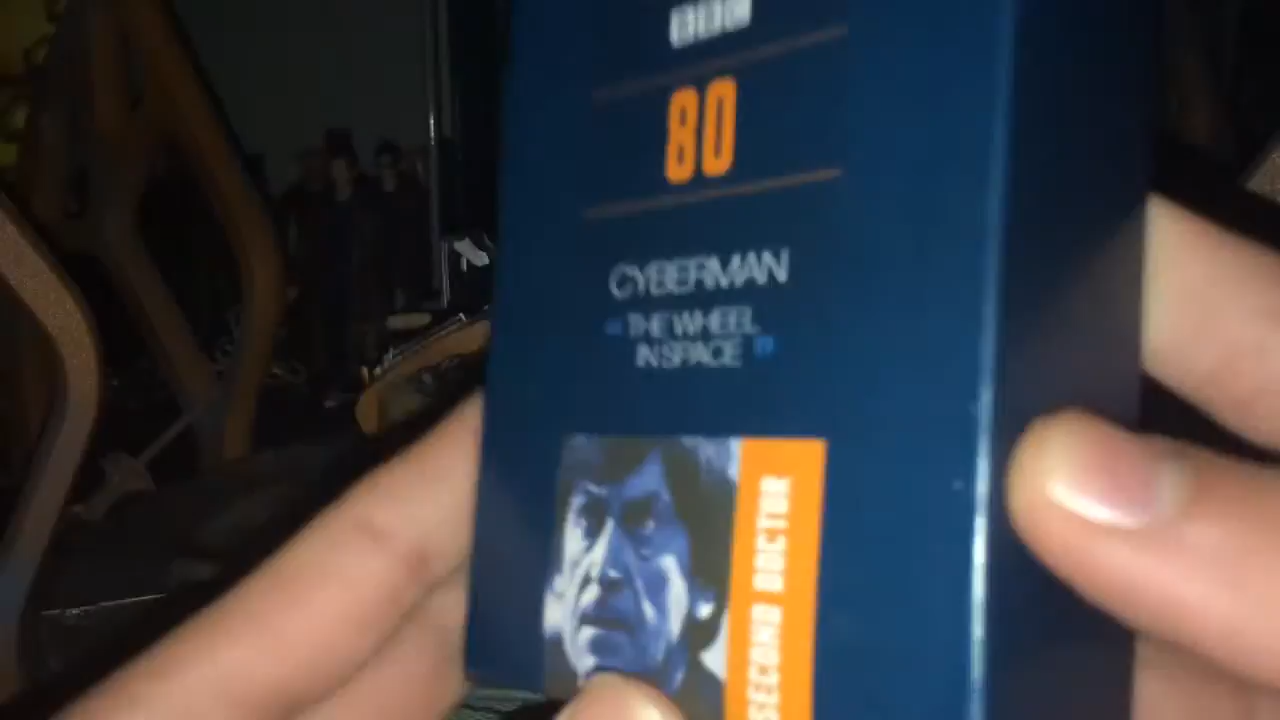 BBC
80
CYBERMAN
“THE WHEEL
IN SPACE”
SECOND DOCTOR